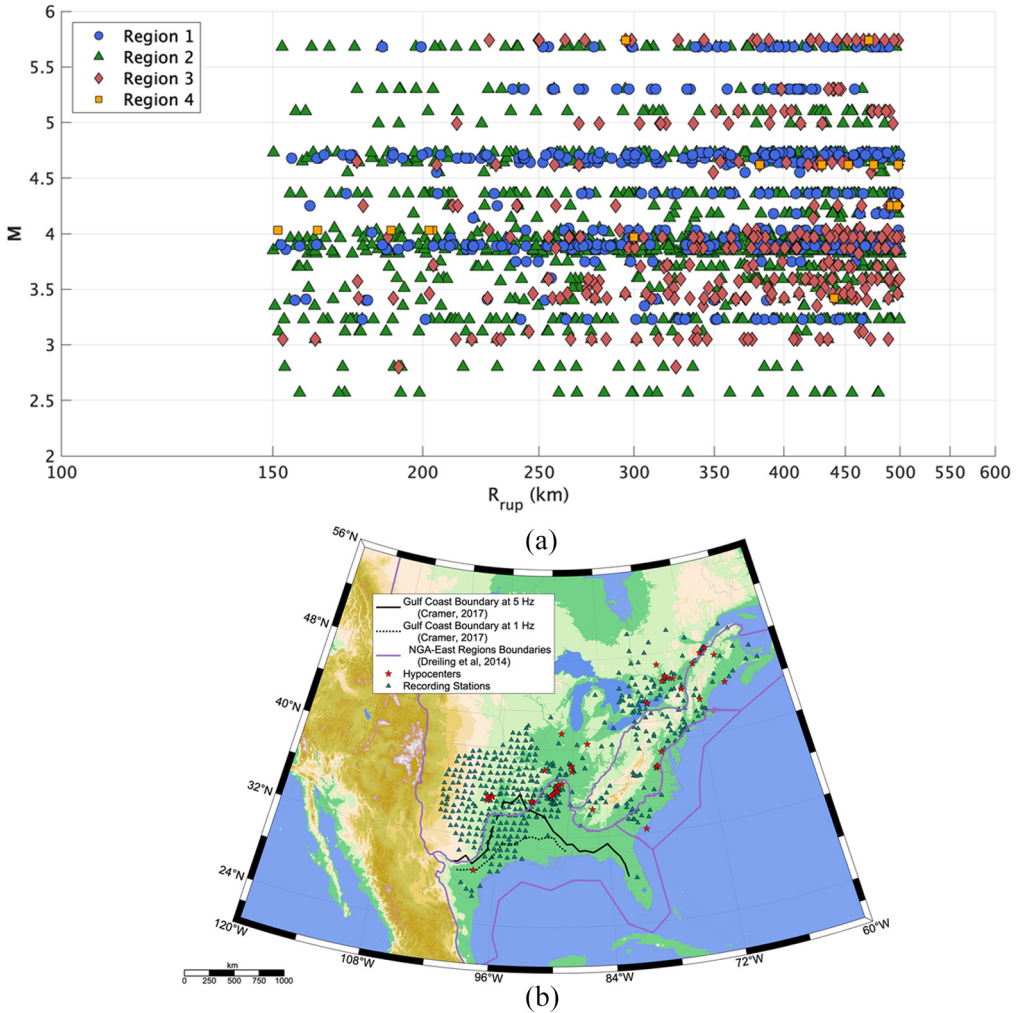 6
5.5
5
4.5
4
3.5
3
2.5
2
M
Region 1
Region 2
Region 3
Region 4
100 150 200 250 300 350 400 450 500 550 600
R_rup (km)
(a)
56°N
48°N
40°N
32°N
24°N
120°W
108°W
96°W
84°W
72°W
60°W
Gulf Coast Boundary at 5 Hz
(Cramer, 2017)
Gulf Coast Boundary at 1 Hz
(Cramer, 2017)
NGA-East Regions Boundaries
(Dreiling et al, 2014)
Hypocenters
Recording Stations
km
0 250 500 750 1000
(b)